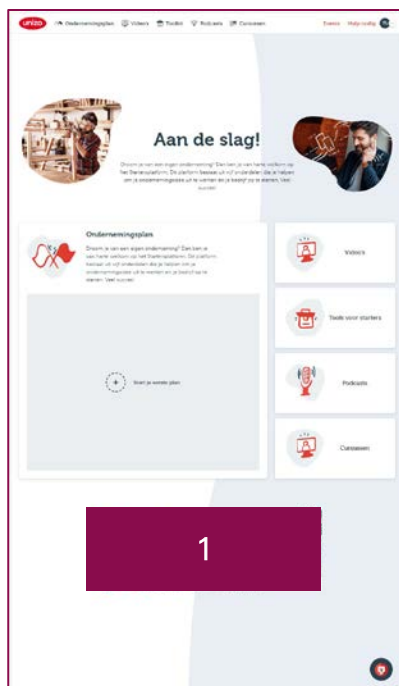 unizo Ondernemingsplan Video's Toolkit Podcasts Cursussen Events Hulp nodig
Aan de slag!
Droom je van een eigen onderneming? Dan ben je van harte welkom op
het Startersplatform. Dit platform bestaat uit vijf onderdelen die je helpen
om je ondernemingsidee uit te werken en je bedrijf op te starten. Veel
succes!
Ondernemingsplan
Droom je van een eigen onderneming? Dan ben je
van harte welkom op het Startersplatform. Dit platform
bestaat uit vijf onderdelen die je helpen om je
ondernemingsidee uit te werken en je bedrijf op te
starten. Veel succes!
Video's
Tools voor starters
Start je eerste plan
Podcasts
Cursussen
1